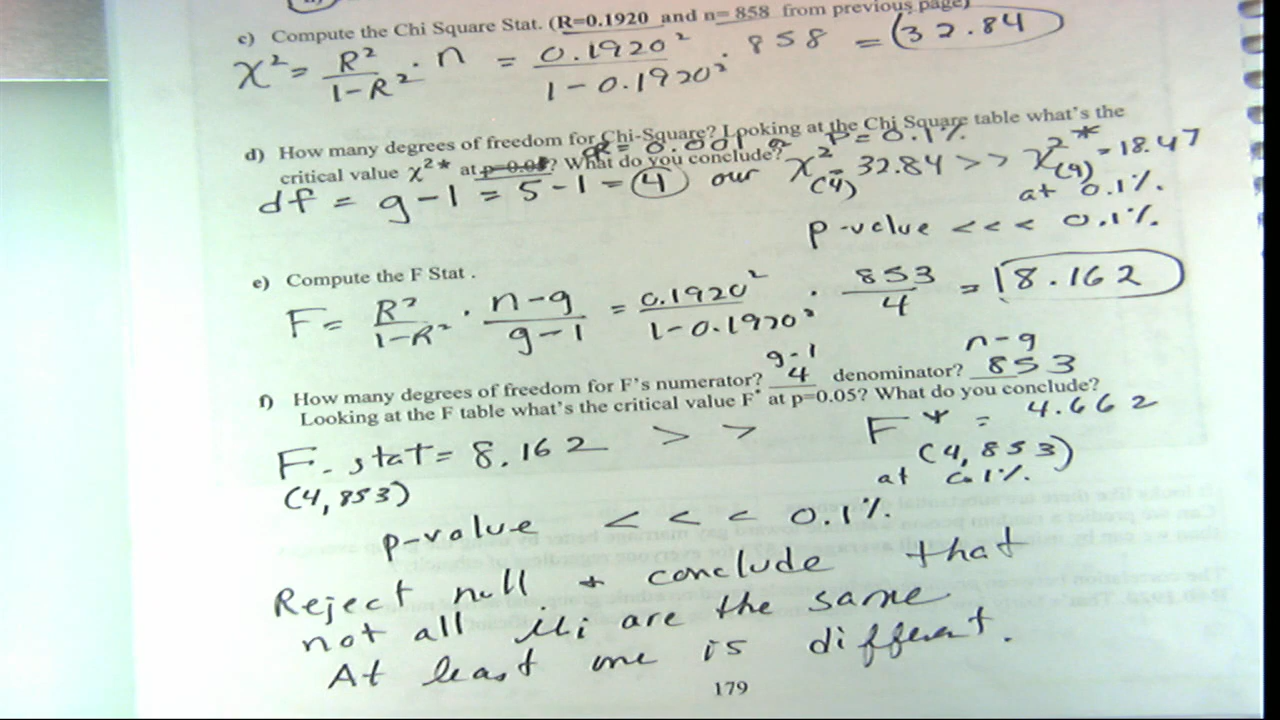 c) Compute the Chi Square Stat. (R=0.1920 and n= 858 from previous page)
χ² = R²/1-R² · n = 0.1920²/1-0.1920² · 858 = 32.84
d) How many degrees of freedom for Chi-Square? Looking at the Chi Square table what's the
α = 0.001 or p = 0.1%
critical value χ²* at p=0.05? What do you conclude?
df = g-1 = 5-1 = 4 our χ²(4) = 32.84 >> χ²*(4) = 18.47
at 0.1%.
p-value <<< 0.1%.
e) Compute the F Stat .
F = R²/1-R² · n-g/g-1 = 0.1920²/1-0.1920² · 853/4 = 8.162
g-1 n-g
f) How many degrees of freedom for F's numerator? 4 denominator? 853
Looking at the F table what's the critical value F* at p=0.05? What do you conclude?
F-stat = 8.162 >> F* = 4.662
(4,853) (4,853)
at 0.1%.
p-value <<< 0.1%.
Reject null + conclude that
not all μi are the same
At least one is different.
179